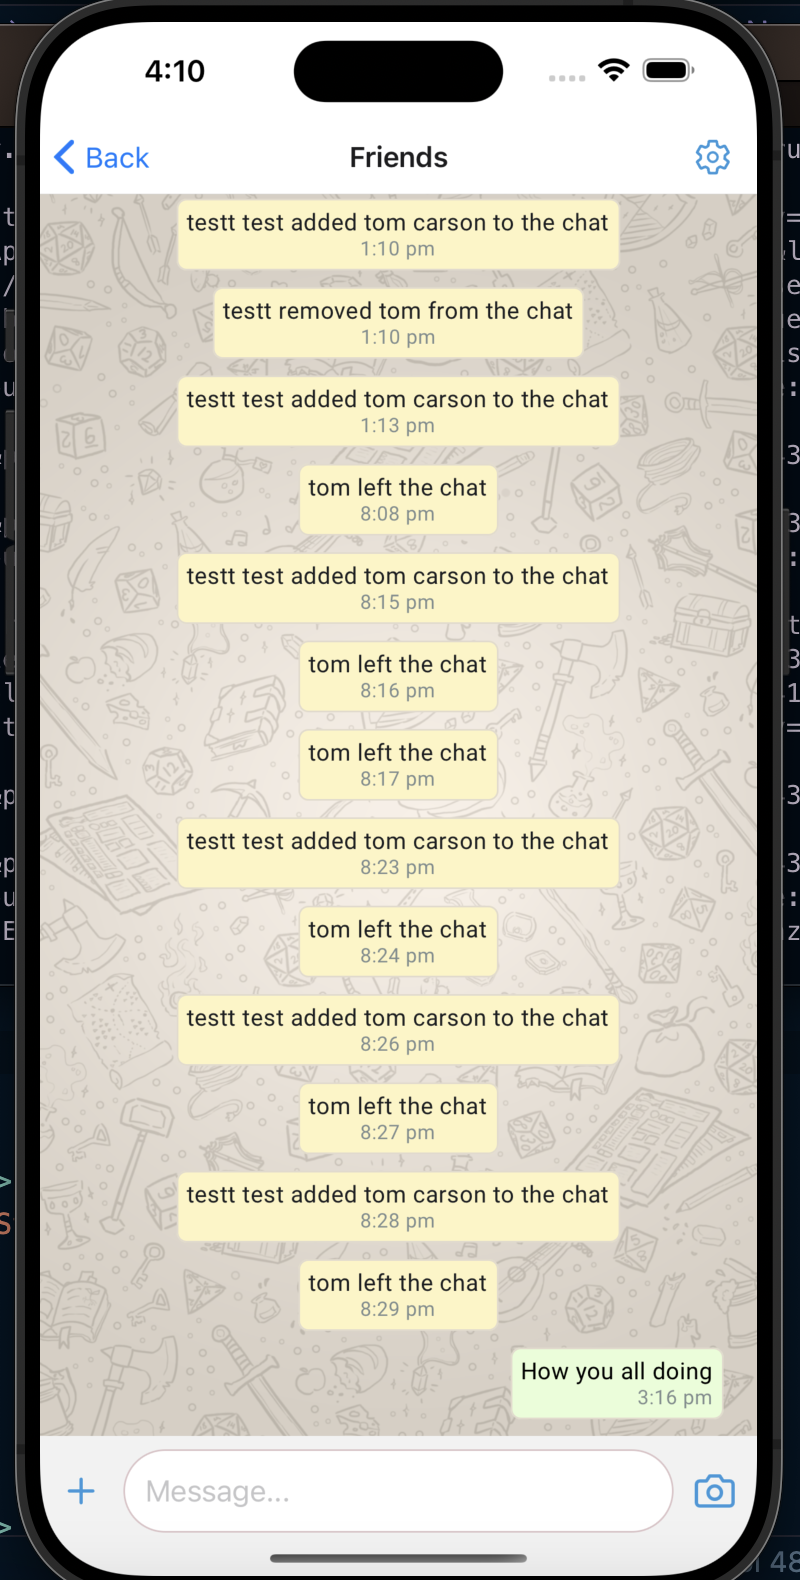 4:10
Back
Friends
testt test added tom carson to the chat
1:10 pm
testt removed tom from the chat
1:10 pm
testt test added tom carson to the chat
1:13 pm
tom left the chat
8:08 pm
testt test added tom carson to the chat
8:15 pm
tom left the chat
8:16 pm
tom left the chat
8:17 pm
testt test added tom carson to the chat
8:23 pm
tom left the chat
8:24 pm
testt test added tom carson to the chat
8:26 pm
tom left the chat
8:27 pm
testt test added tom carson to the chat
8:28 pm
tom left the chat
8:29 pm
How you all doing
3:16 pm
Message...